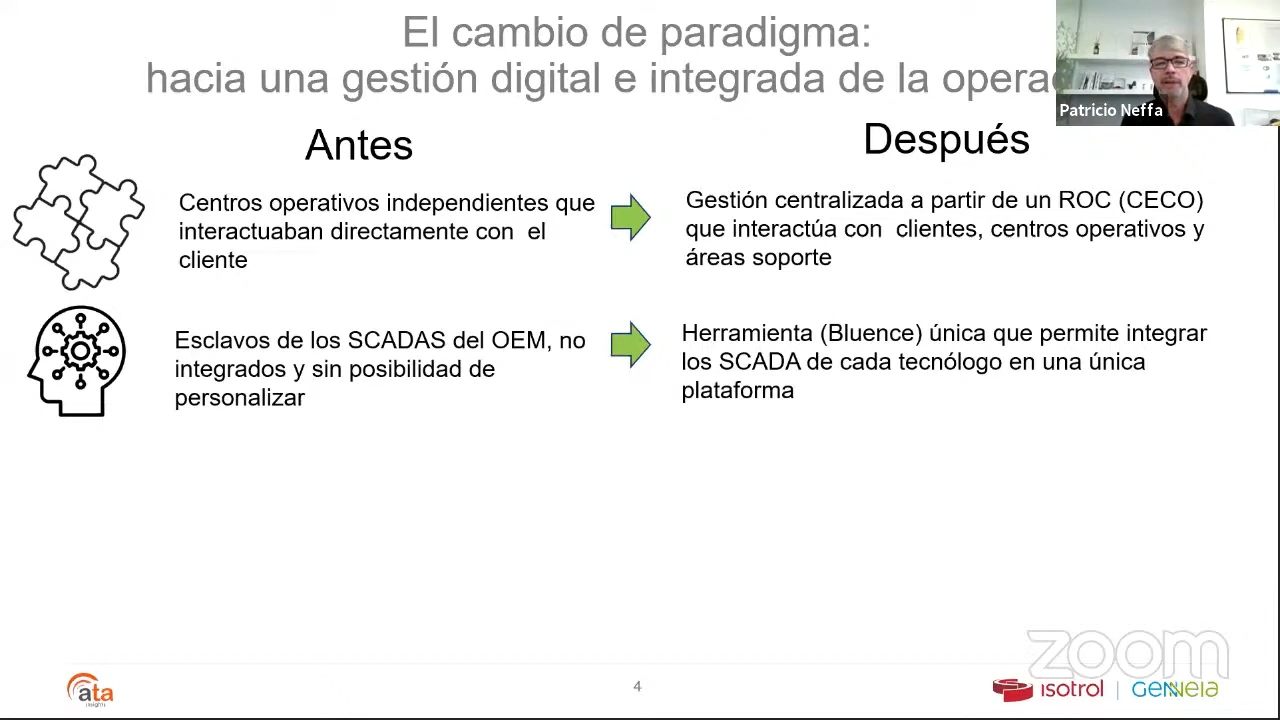 El cambio de paradigma:
hacia una gestión digital e integrada de la opera
Patricio Neffa
Antes
Después
Centros operativos independientes que
interactuaban directamente con el
cliente
Gestión centralizada a partir de un ROC (CECO)
que interactúa con clientes, centros operativos y
áreas soporte
Esclavos de los SCADAS del OEM, no
integrados y sin posibilidad de
personalizar
Herramienta (Bluence) única que permite integrar
los SCADA de cada tecnólogo en una única
plataforma
zoom
ata
insights
4
isotrol
GENNEIA